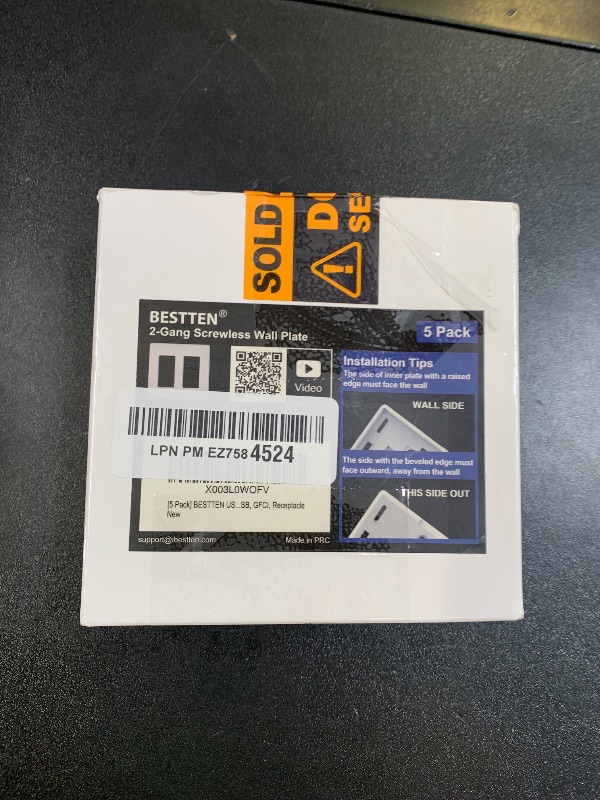 SOLD
DO
SE
BESTTEN®
2-Gang Screwless Wall Plate
5 Pack
Video
Installation Tips
The side of inner plate with a raised
edge must face the wall
WALL SIDE
LPN PM EZ7584524
The side with the beveled edge must
face outward, away from the wall
THIS SIDE OUT
X003L0WOFV
[5 Pack] BESTTEN US...SB, GFCI, Receptacle
New
support@ibestten.com
Made in PRC